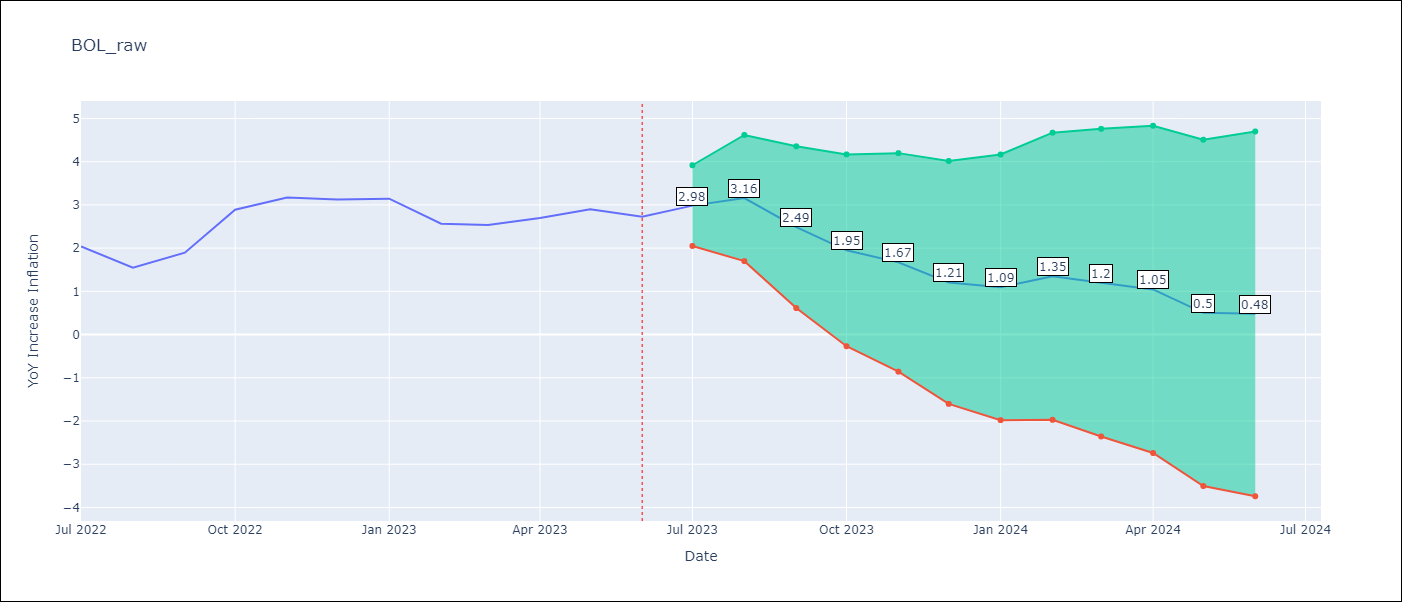 BOL_raw
YoY Increase Inflation
5
4
3
2
1
0
−1
−2
−3
−4
2.98
3.16
2.49
1.95
1.67
1.21
1.09
1.35
1.2
1.05
0.5
0.48
Jul 2022
Oct 2022
Jan 2023
Apr 2023
Jul 2023
Oct 2023
Jan 2024
Apr 2024
Jul 2024
Date